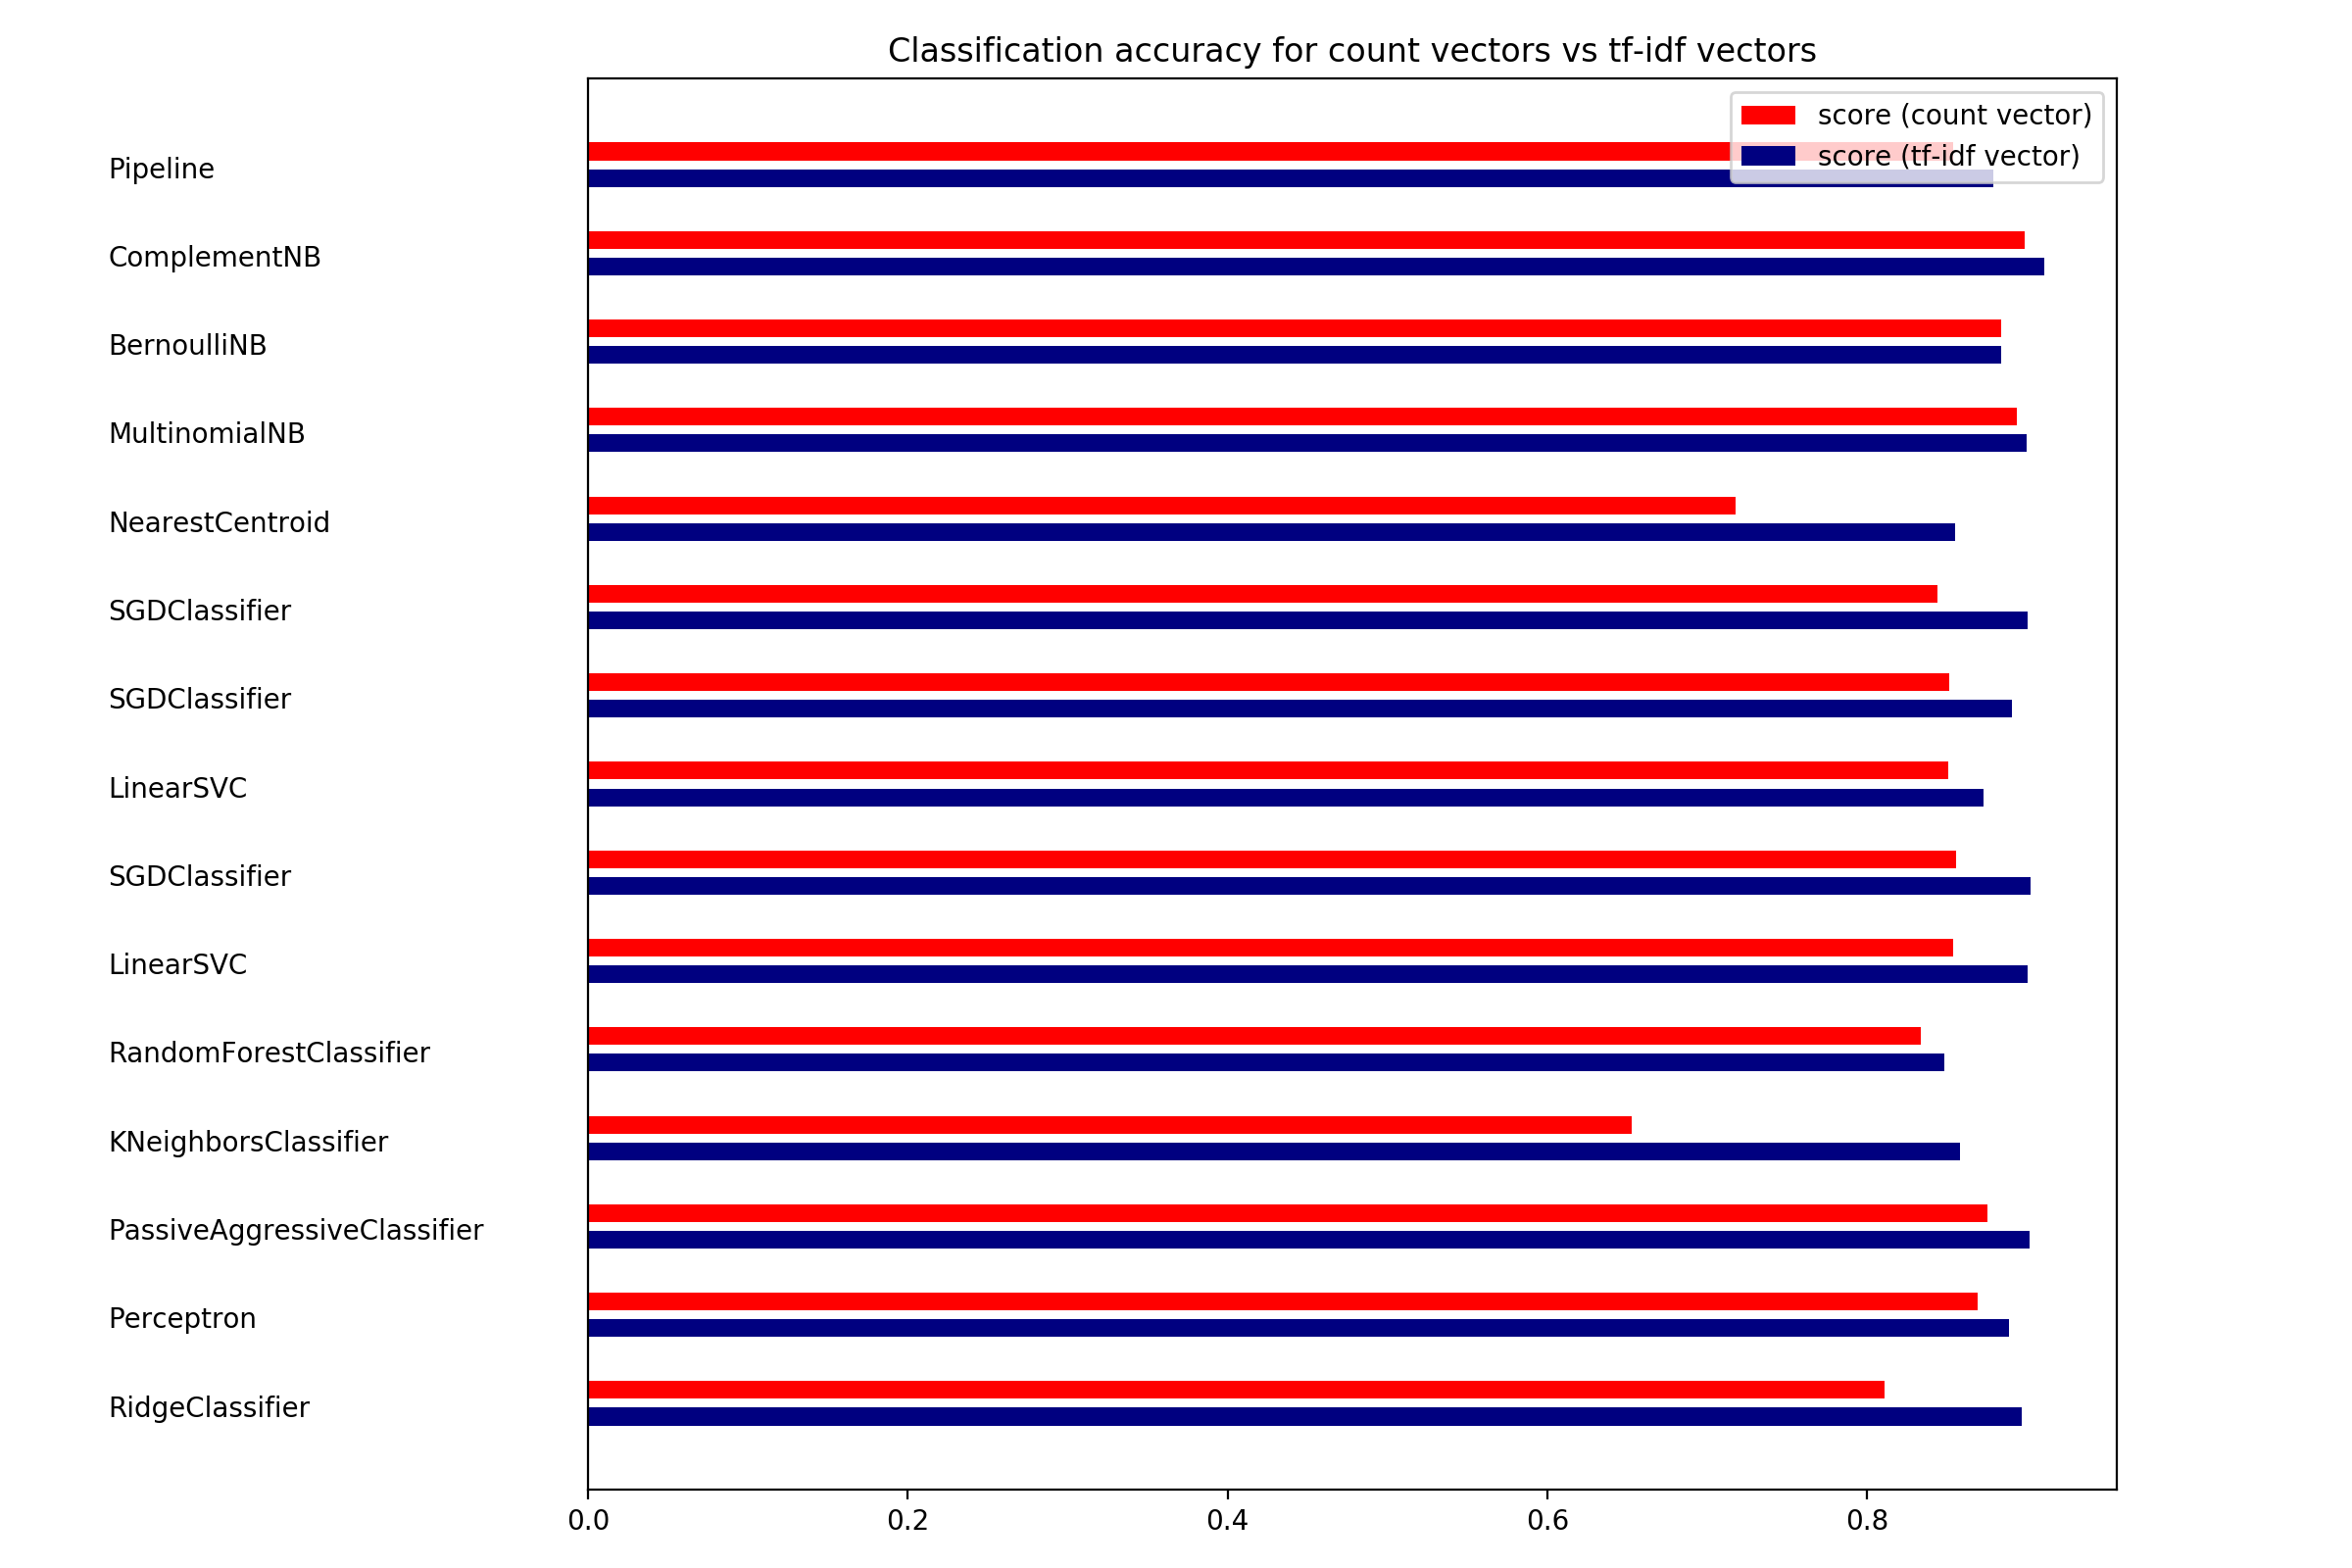 Classification accuracy for count vectors vs tf-idf vectors
score (count vector)
score (tf-idf vector)
Pipeline
ComplementNB
BernoulliNB
MultinomialNB
NearestCentroid
SGDClassifier
SGDClassifier
LinearSVC
SGDClassifier
LinearSVC
RandomForestClassifier
KNeighborsClassifier
PassiveAggressiveClassifier
Perceptron
RidgeClassifier
0.0 0.2 0.4 0.6 0.8